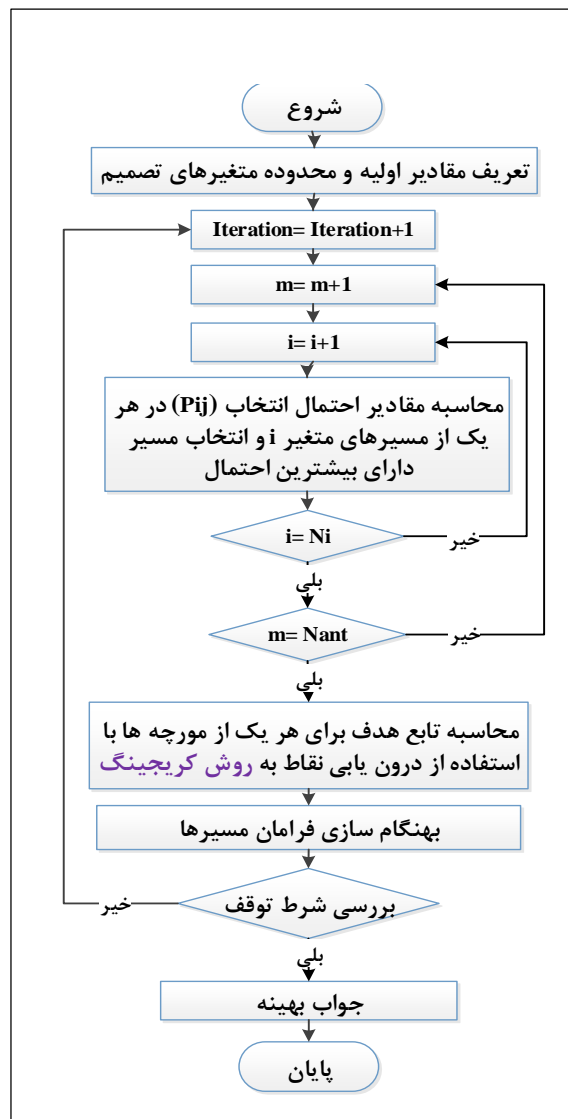 شروع
تعریف مقادیر اولیه و محدوده متغیرهای تصمیم
Iteration= Iteration+1
m= m+1
i= i+1
محاسبه مقادیر احتمال انتخاب (Pij) در هر
یک از مسیرهای متغیر i و انتخاب مسیر
دارای بیشترین احتمال
i= Ni
خیر
بلی
m= Nant
خیر
بلی
محاسبه تابع هدف برای هر یک از مورچه ها با
استفاده از درون یابی نقاط به روش کریجینگ
بهنگام سازی فرامان مسیرها
بررسی شرط توقف
خیر
بلی
جواب بهینه
پایان